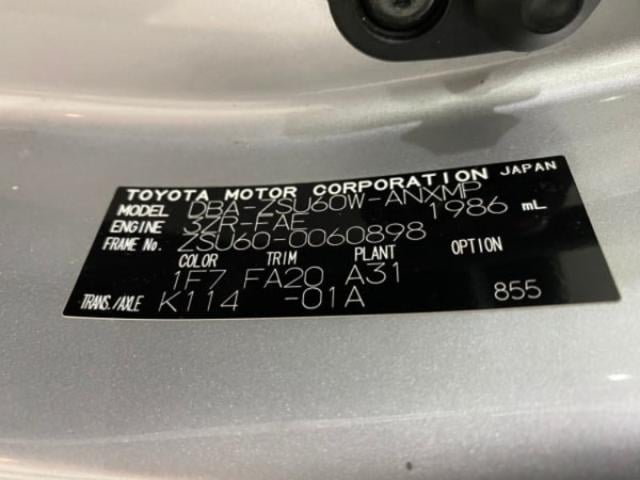 TOYOTA MOTOR CORPORATION JAPAN
MODEL DBA-ZSU60W-ANXMP
ENGINE 3ZR-FAE 1986 mL
FRAME No. ZSU60-0060898
COLOR TRIM PLANT OPTION
1F7 FA20 A31
TRANS./AXLE K114 -01A 855